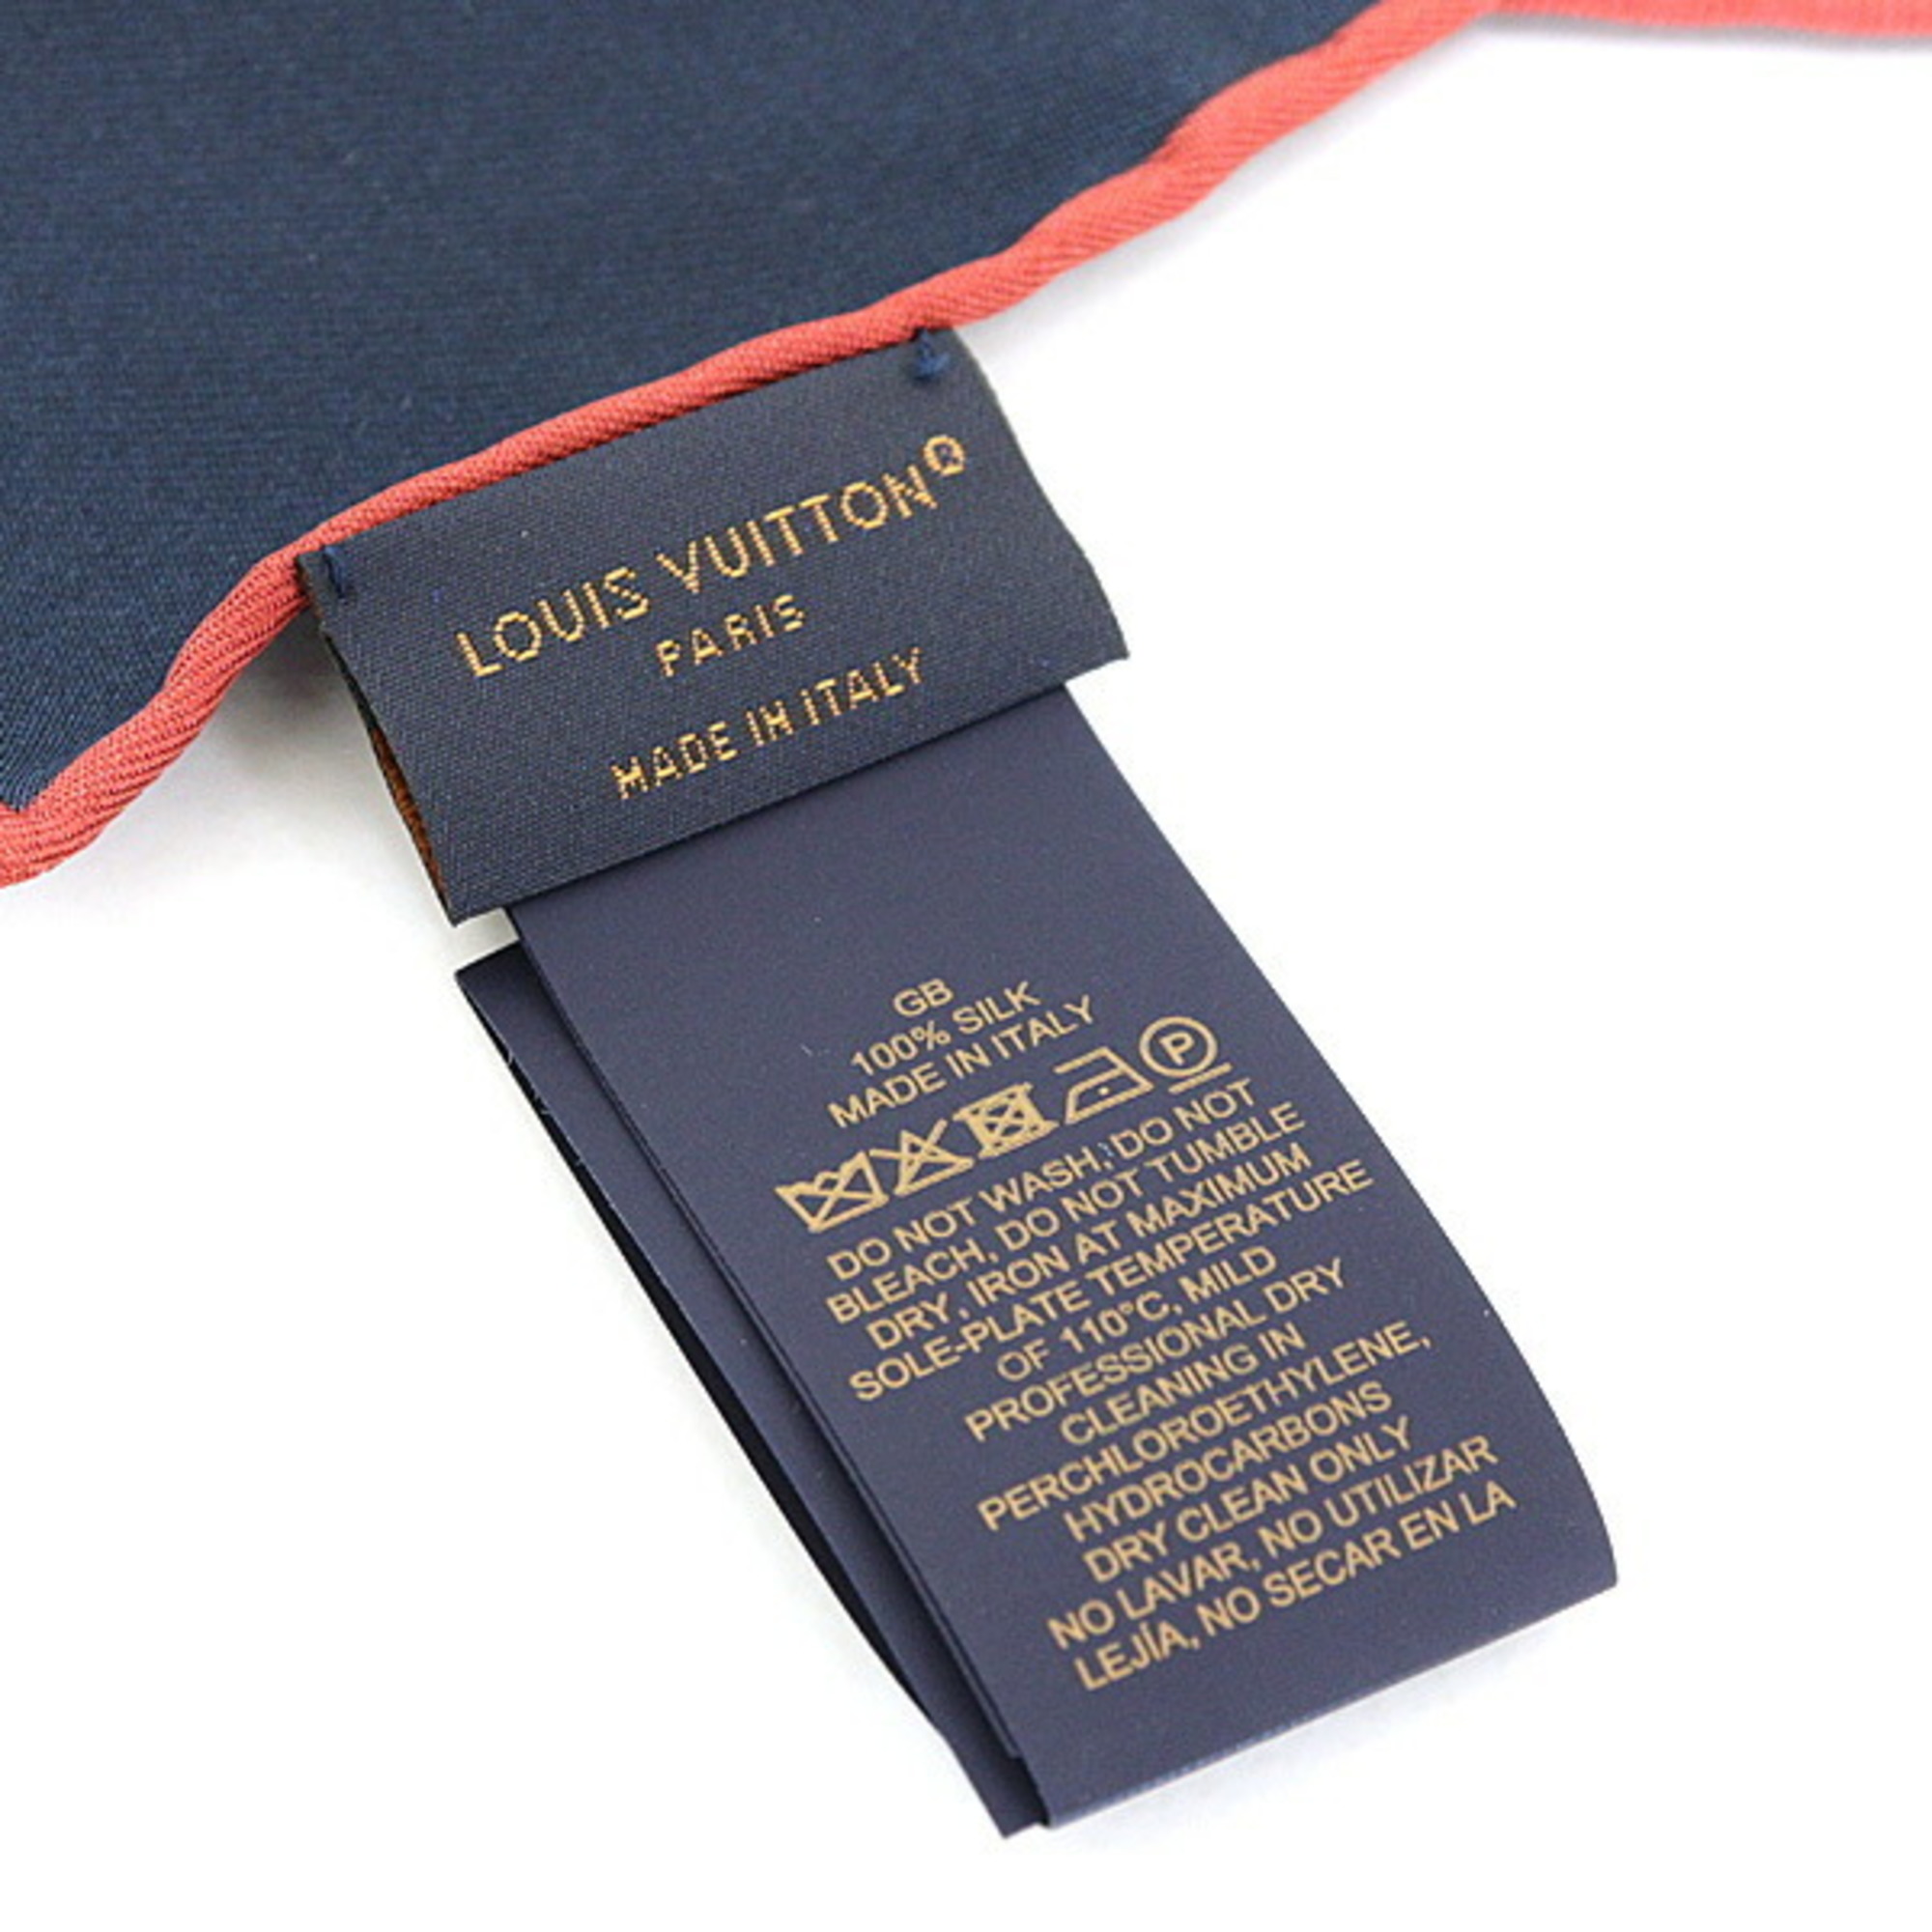 LOUIS VUITTON®
PARIS
MADE IN ITALY
GB
100% SILK
MADE IN ITALY
P
DO NOT WASH, DO NOT
BLEACH, DO NOT TUMBLE
DRY, IRON AT MAXIMUM
SOLE-PLATE TEMPERATURE
OF 110°C, MILD
PROFESSIONAL DRY
CLEANING IN
PERCHLOROETHYLENE,
HYDROCARBONS
DRY CLEAN ONLY
NO LAVAR, NO UTILIZAR
LEJÍA, NO SECAR EN LA